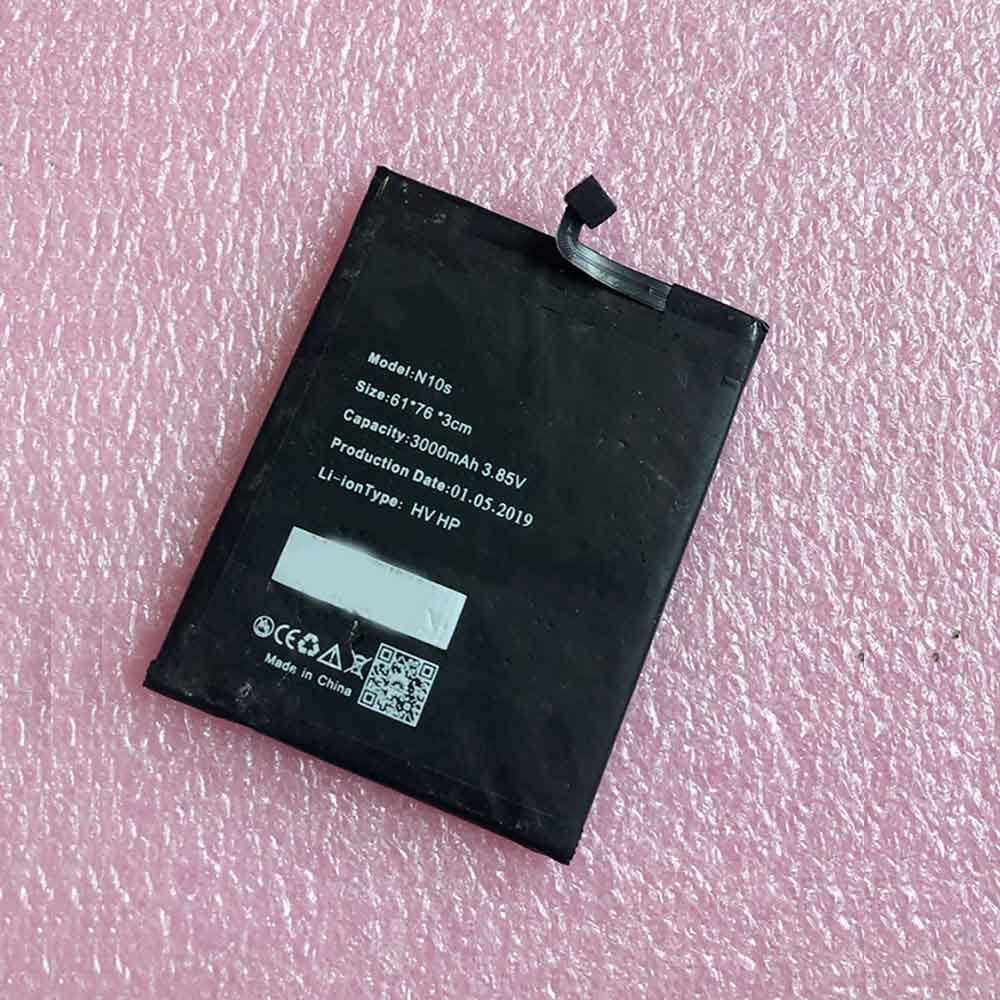 Model:N10s
Size:61*76 *3cm
Capacity:3000mAh 3.85V
Production Date:01.05.2019
Li-ionType: HV HP
CE
Made in China